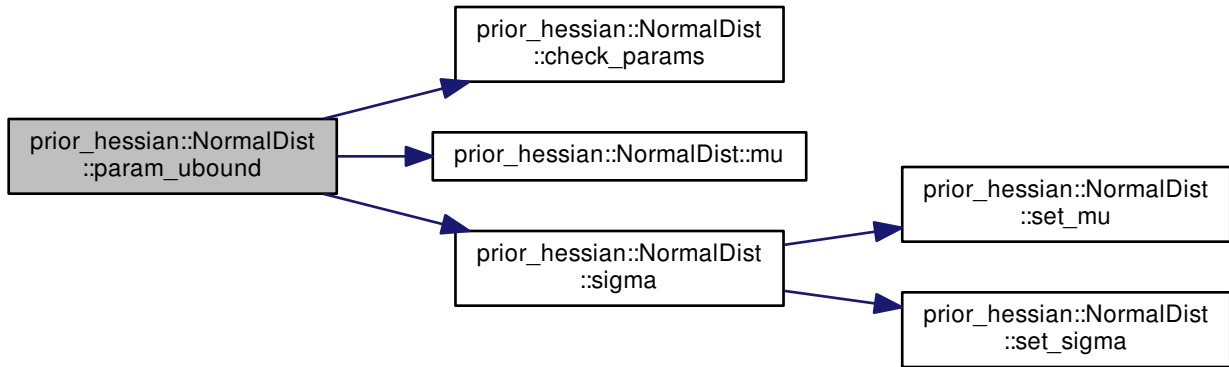 prior_hessian::NormalDist
::check_params
prior_hessian::NormalDist
::param_ubound
prior_hessian::NormalDist::mu
prior_hessian::NormalDist
::sigma
prior_hessian::NormalDist
::set_mu
prior_hessian::NormalDist
::set_sigma